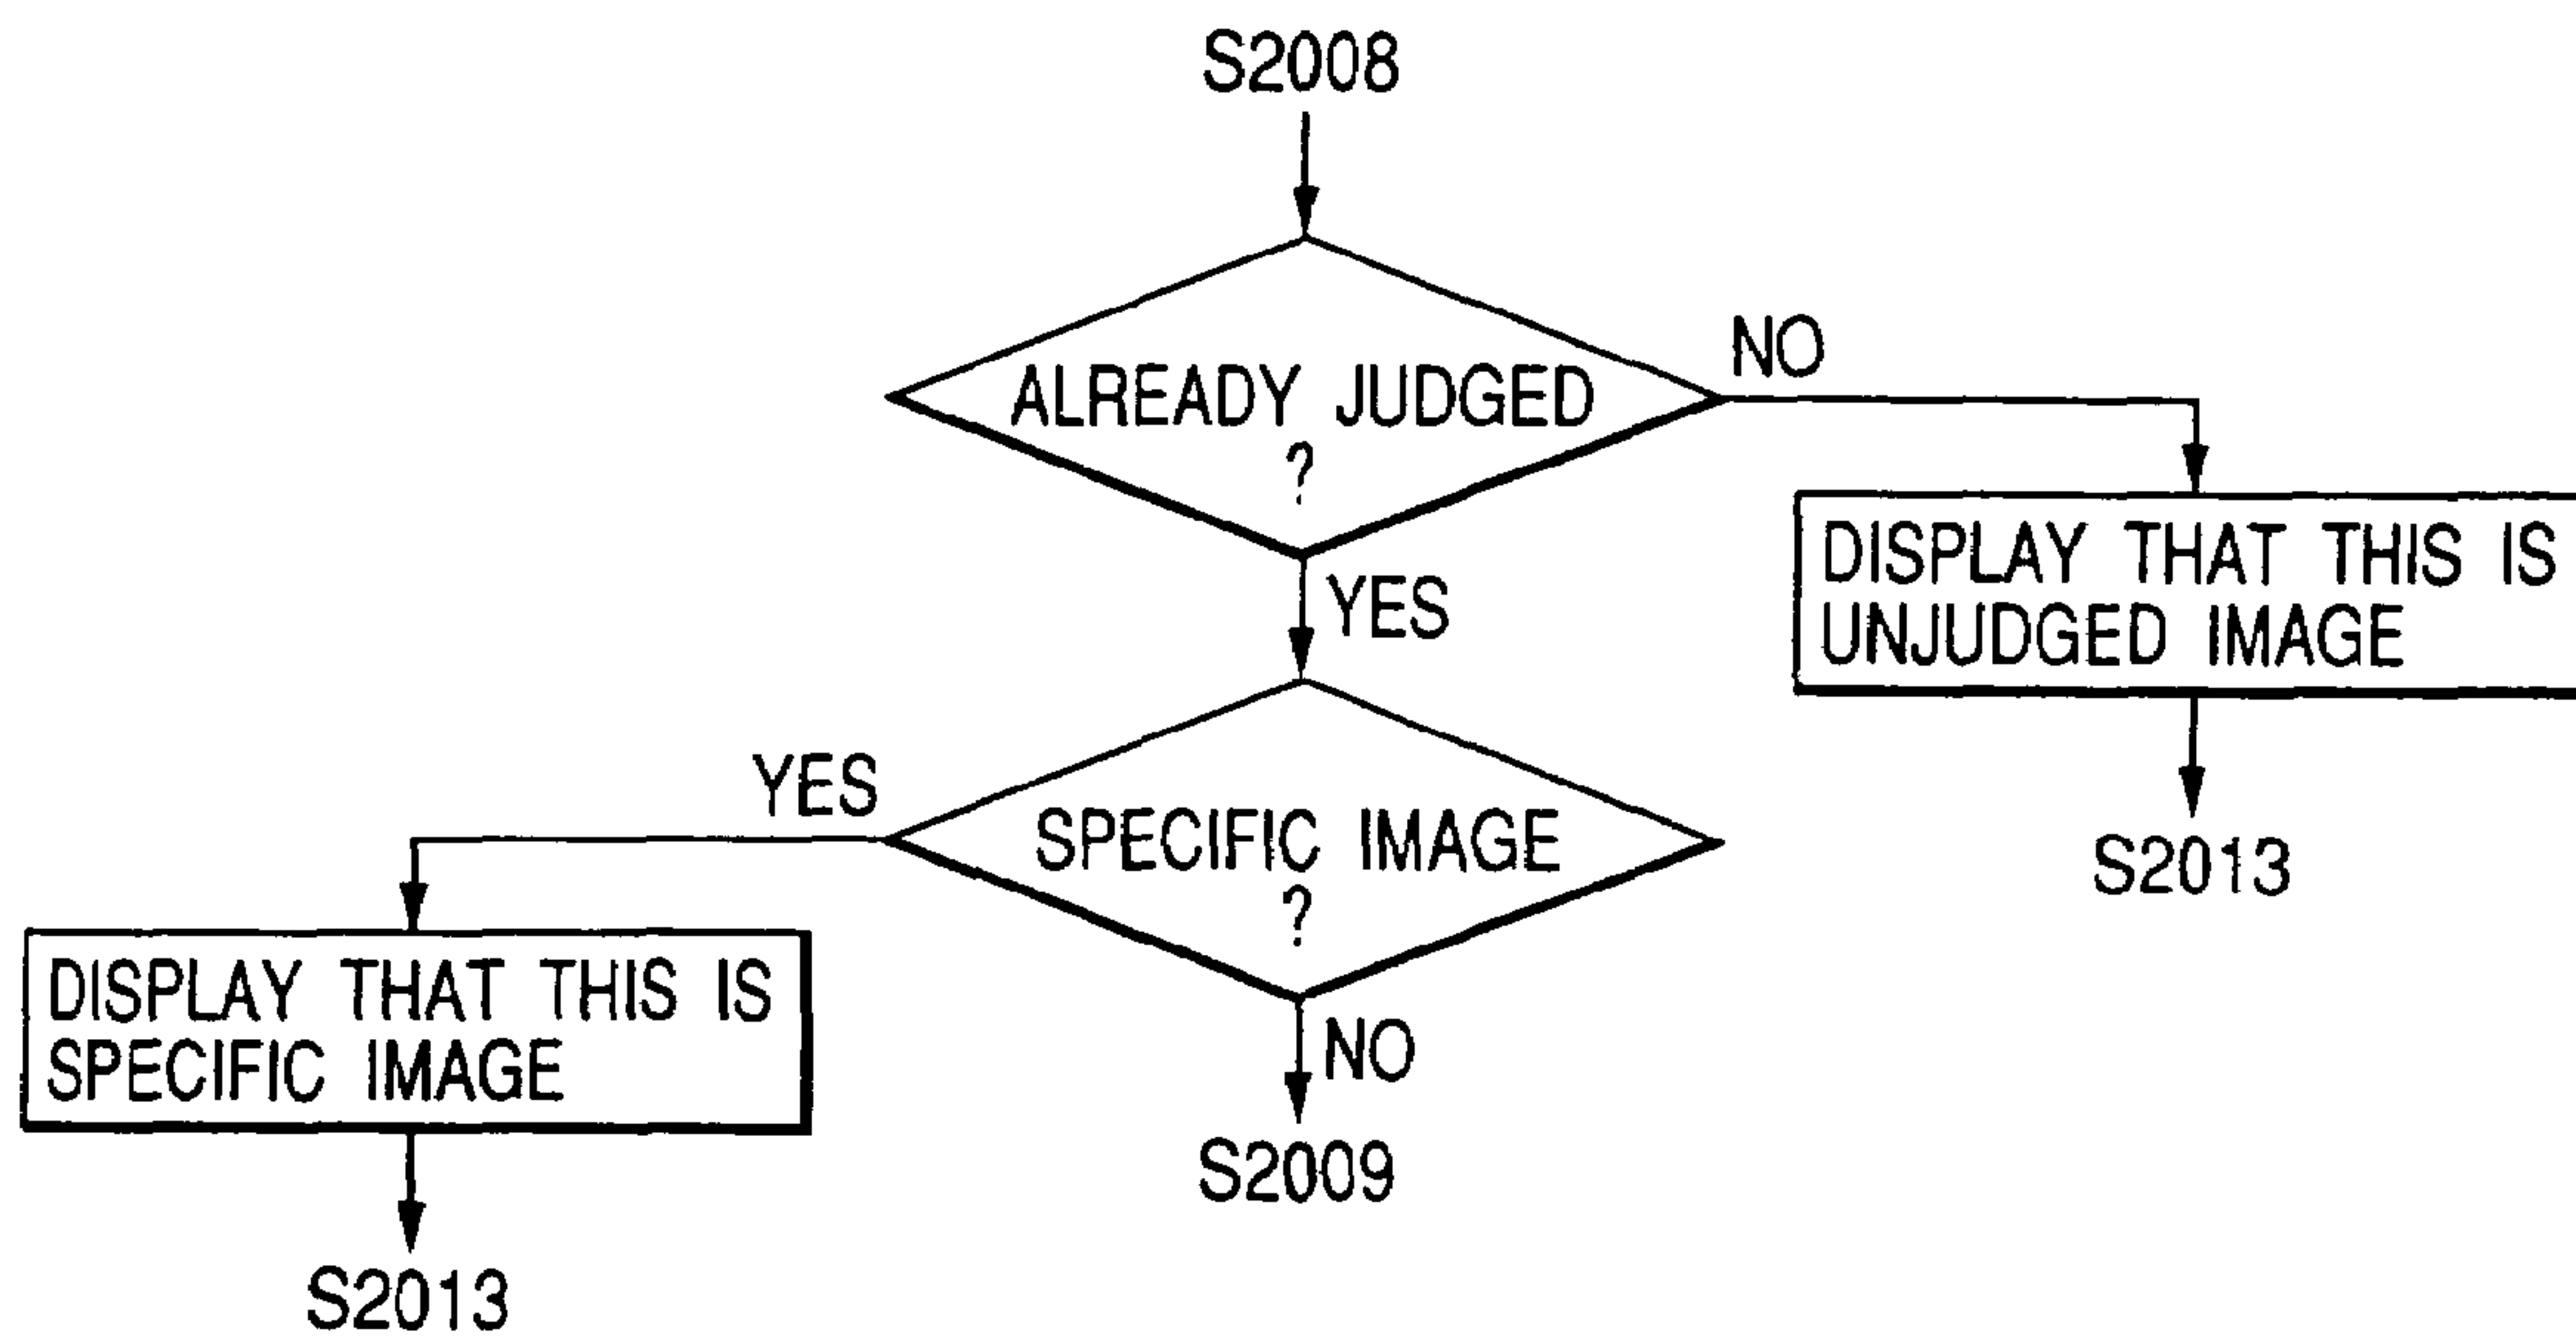 S2008
ALREADY JUDGED
?
NO
DISPLAY THAT THIS IS
UNJUDGED IMAGE
S2013
YES
SPECIFIC IMAGE
?
YES
DISPLAY THAT THIS IS
SPECIFIC IMAGE
S2013
NO
S2009